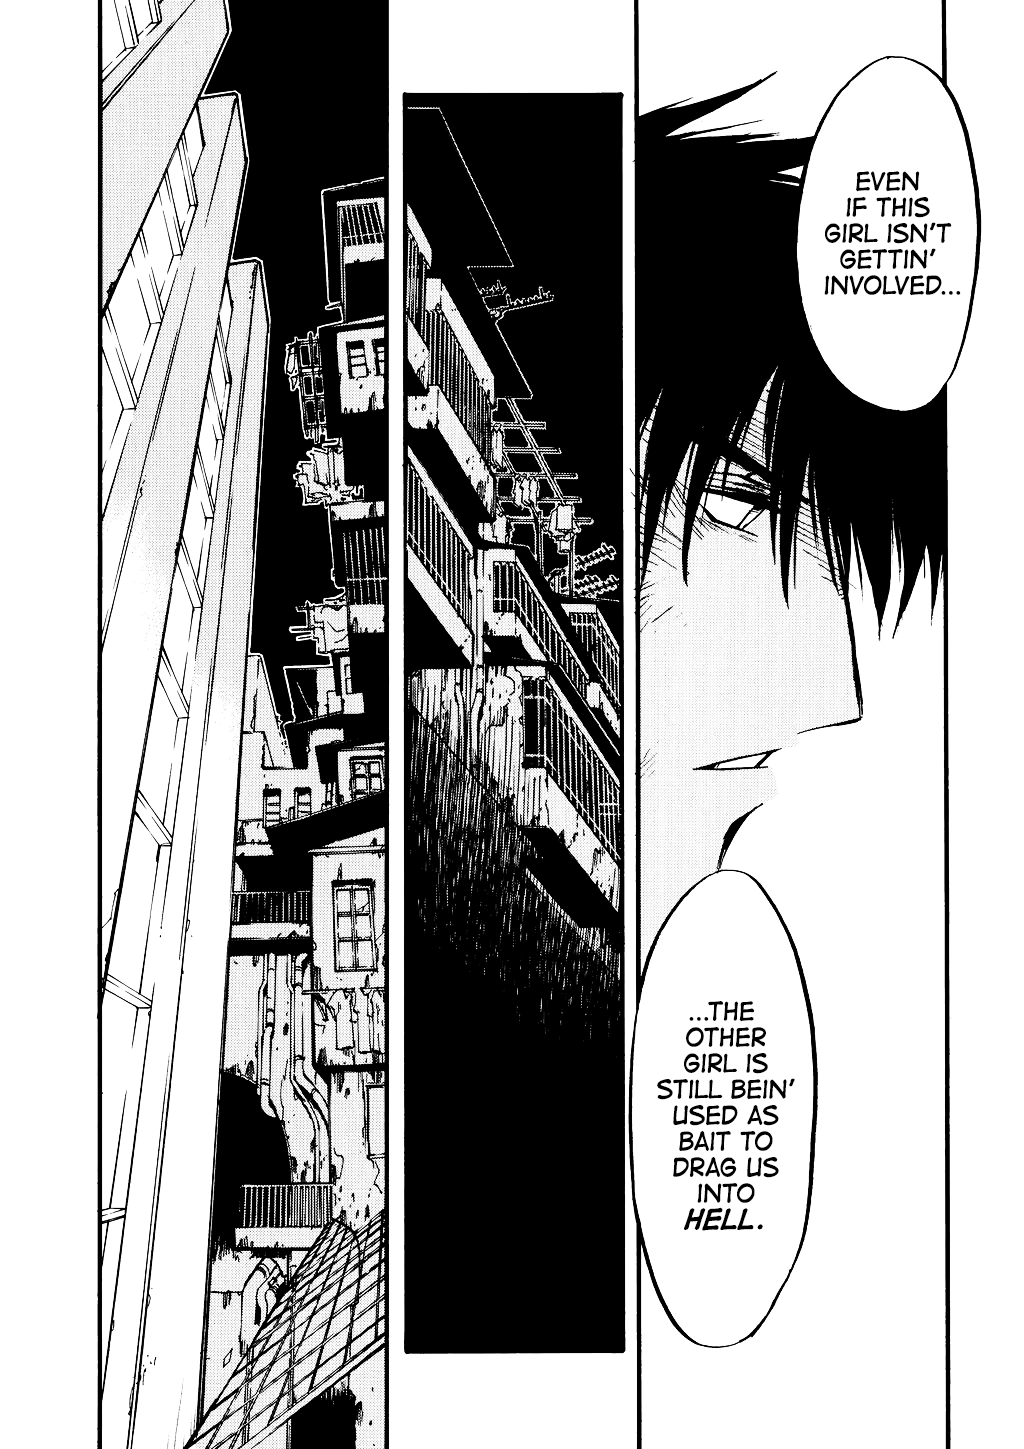 EVEN
IF THIS
GIRL ISN'T
GETTIN'
INVOLVED...
...THE
OTHER
GIRL IS
STILL BEIN'
USED AS
BAIT TO
DRAG US
INTO
HELL.